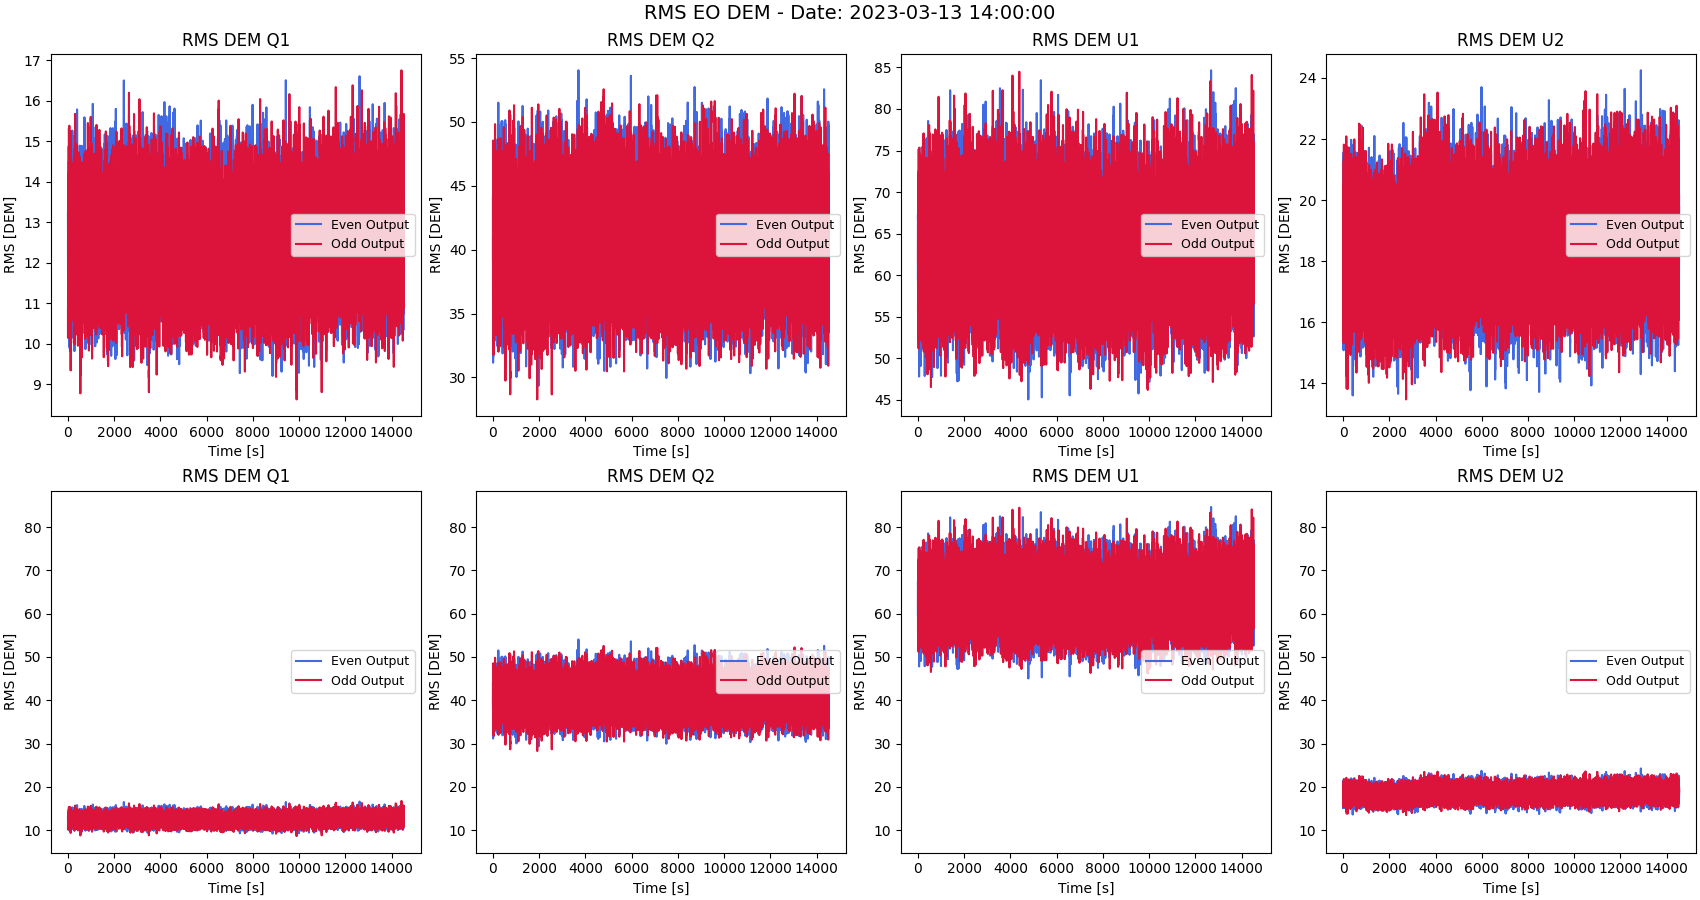 RMS EO DEM - Date: 2023-03-13 14:00:00
RMS DEM Q1
RMS [DEM]
17
16
15
14
13
12
11
10
9
Even Output
Odd Output
0 2000 4000 6000 8000 10000 12000 14000
Time [s]
RMS DEM Q2
RMS [DEM]
55
50
45
40
35
30
Even Output
Odd Output
0 2000 4000 6000 8000 10000 12000 14000
Time [s]
RMS DEM U1
RMS [DEM]
85
80
75
70
65
60
55
50
45
Even Output
Odd Output
0 2000 4000 6000 8000 10000 12000 14000
Time [s]
RMS DEM U2
RMS [DEM]
24
22
20
18
16
14
Even Output
Odd Output
0 2000 4000 6000 8000 10000 12000 14000
Time [s]
RMS DEM Q1
RMS [DEM]
80
70
60
50
40
30
20
10
Even Output
Odd Output
0 2000 4000 6000 8000 10000 12000 14000
Time [s]
RMS DEM Q2
RMS [DEM]
80
70
60
50
40
30
20
10
Even Output
Odd Output
0 2000 4000 6000 8000 10000 12000 14000
Time [s]
RMS DEM U1
RMS [DEM]
80
70
60
50
40
30
20
10
Even Output
Odd Output
0 2000 4000 6000 8000 10000 12000 14000
Time [s]
RMS DEM U2
RMS [DEM]
80
70
60
50
40
30
20
10
Even Output
Odd Output
0 2000 4000 6000 8000 10000 12000 14000
Time [s]